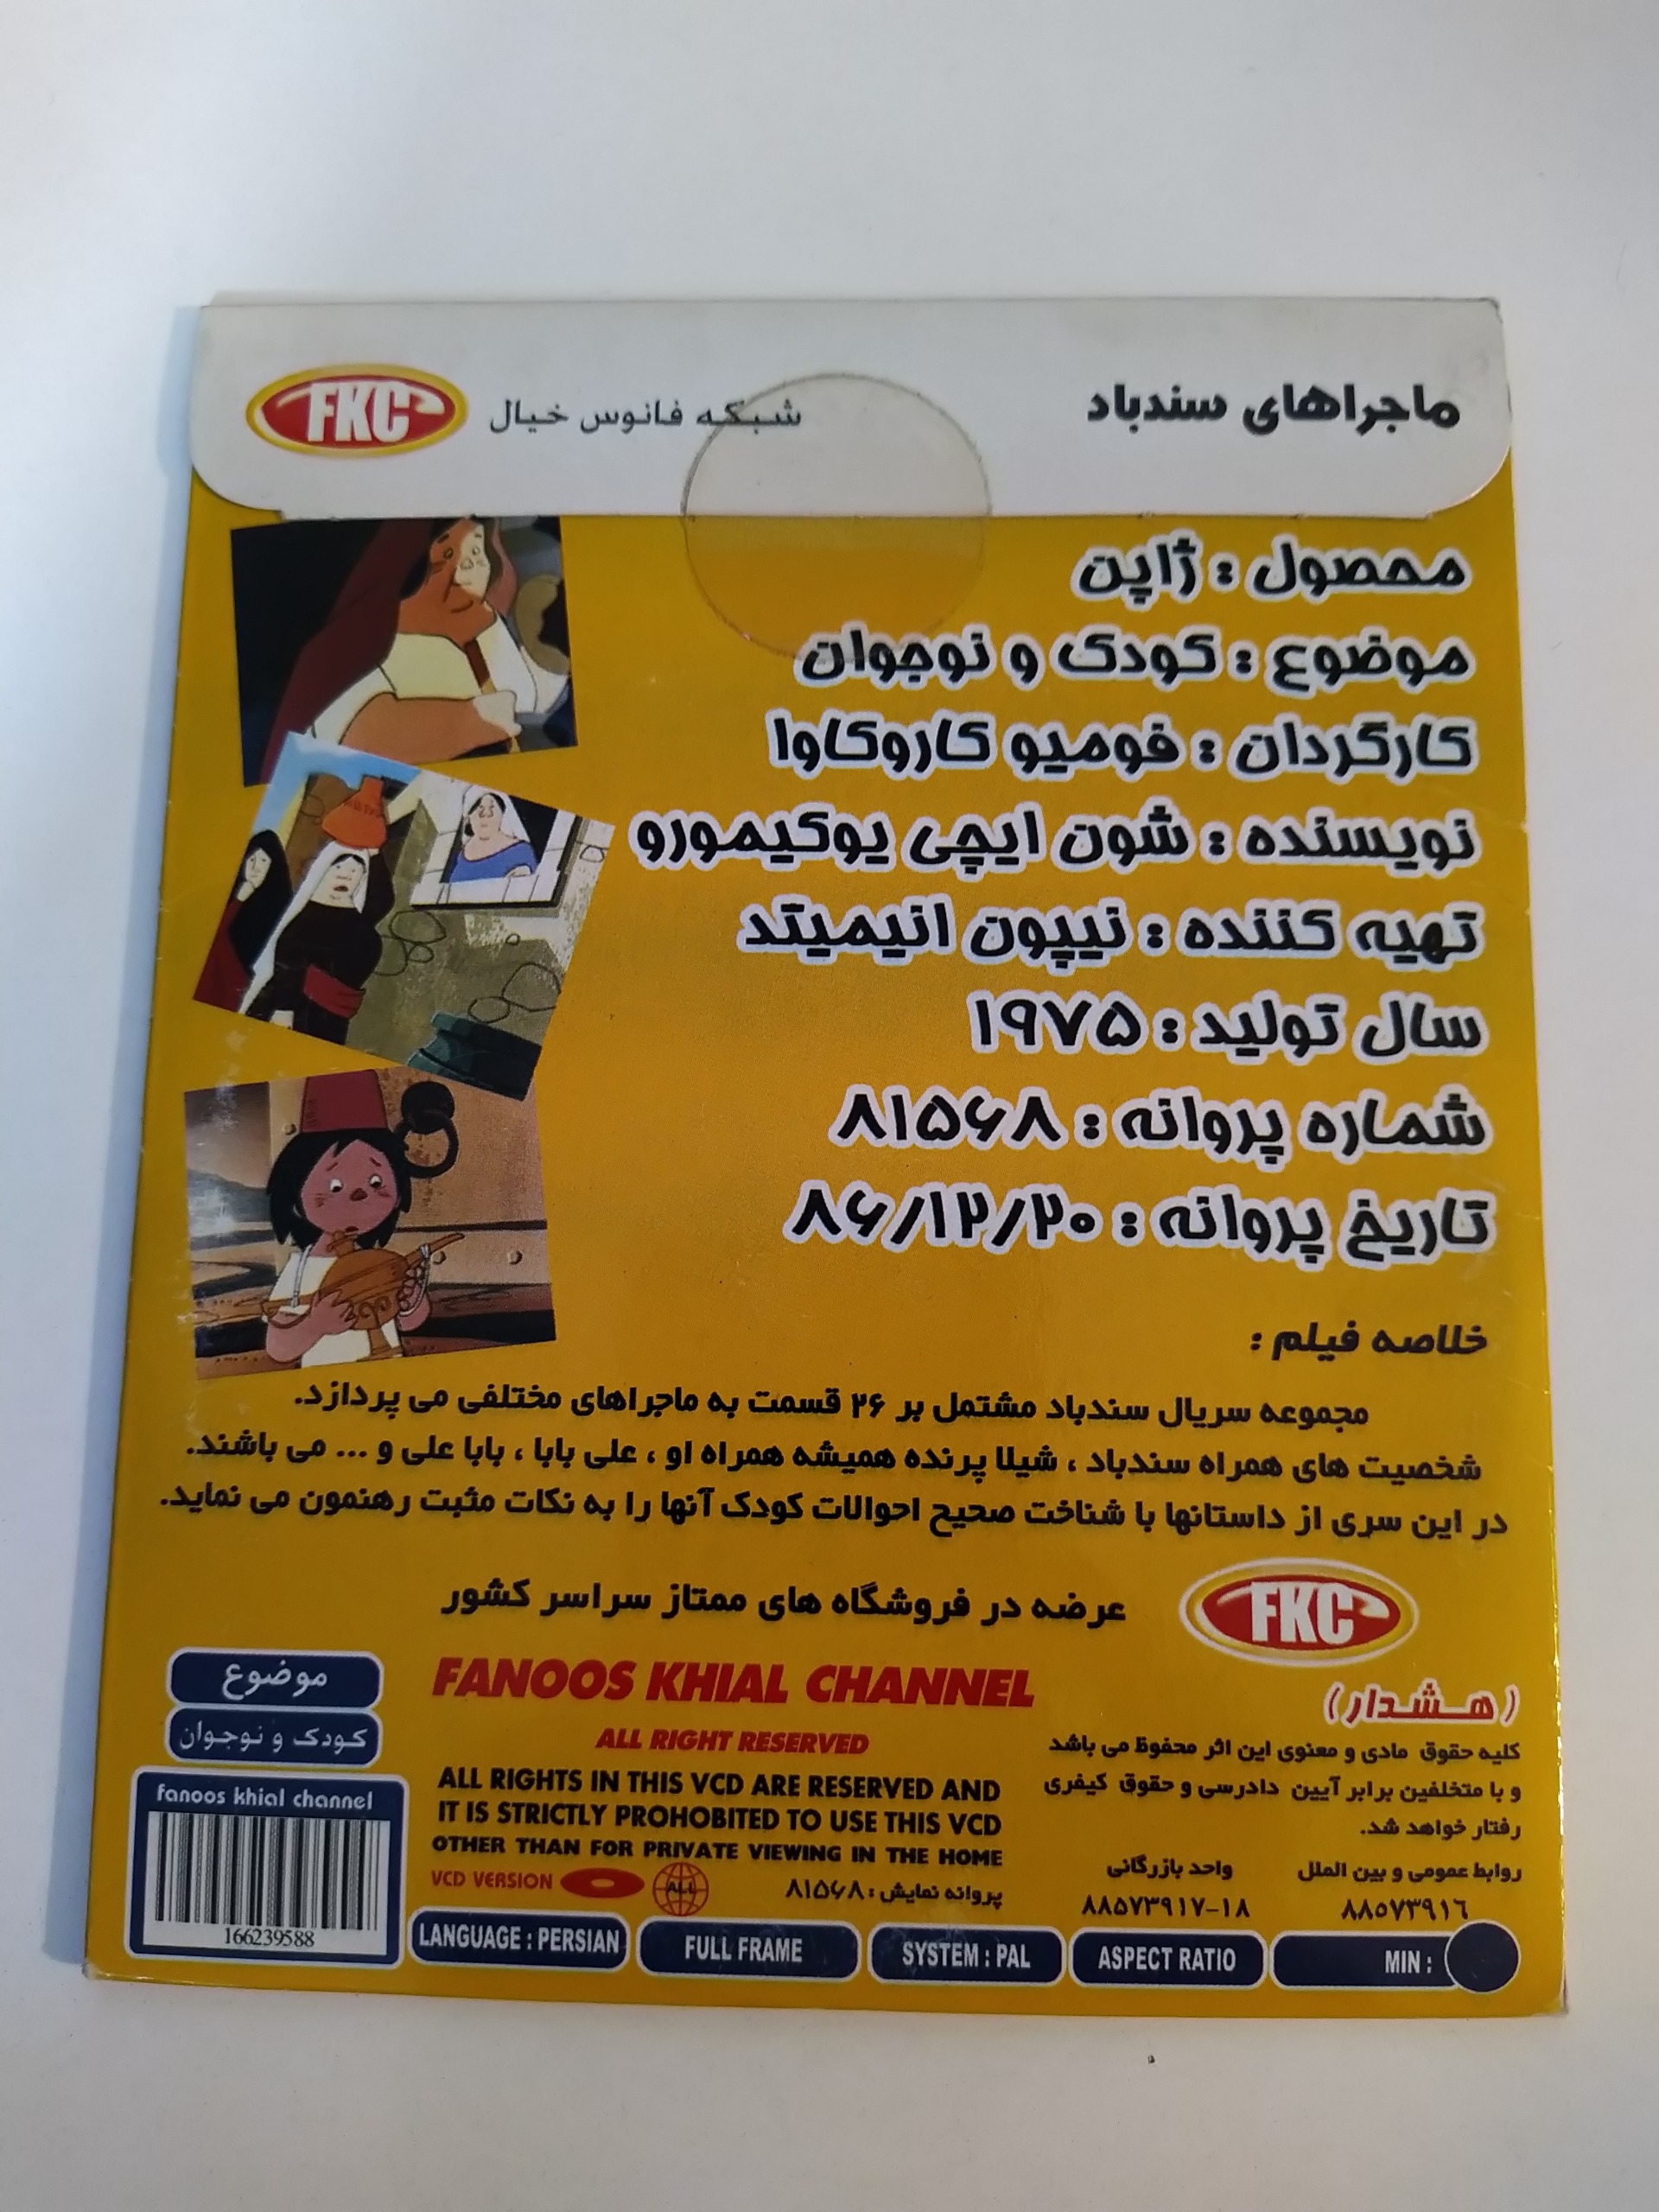 ماجراهای سندباد
شبکه فانوس خیال
FKC
محصول : ژاپن
موضوع : کودک و نوجوان
کارگردان : فومیو کاروکاوا
نویسنده : شون ایچی یوکیمورو
تهیه کننده : نیپون انیمیتد
سال تولید : ۱۹۷۵
شماره پروانه : ۸۱۵۶۸
تاریخ پروانه : ۸۶/۱۲/۲۰
خلاصه فیلم :
مجموعه سریال سندباد مشتمل بر ۲۶ قسمت به ماجراهای مختلفی می پردازد.
شخصیت های همراه سندباد ، شیلا پرنده همیشه همراه او ، علی بابا ، بابا علی و ... می باشند.
در این سری از داستانها با شناخت صحیح احوالات کودک آنها را به نکات مثبت رهنمون می نماید.
FKC
عرضه در فروشگاه های ممتاز سراسر کشور
(هشدار)
کلیه حقوق مادی و معنوی این اثر محفوظ می باشد
و با متخلفین برابر آیین دادرسی و حقوق کیفری
رفتار خواهد شد.
روابط عمومی و بین الملل
۸۸۵۷۳۹۱٦
واحد بازرگانی
۸۸۵۷۳۹۱۷-۱۸
FANOOS KHIAL CHANNEL
ALL RIGHT RESERVED
ALL RIGHTS IN THIS VCD ARE RESERVED AND
IT IS STRICTLY PROHOBITED TO USE THIS VCD
OTHER THAN FOR PRIVATE VIEWING IN THE HOME
VCD VERSION
ALL
پروانه نمایش : ۸۱۵۶۸
موضوع
کودک و نوجوان
fanoos khial channel
166239588
LANGUAGE : PERSIAN
FULL FRAME
SYSTEM : PAL
ASPECT RATIO
MIN :